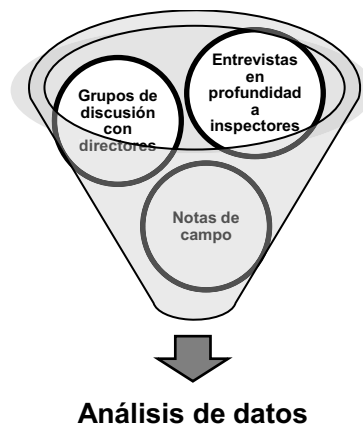 Grupos de
discusión
con
directores
Entrevistas
en
profundidad
a
inspectores
Notas de
campo
Análisis de datos